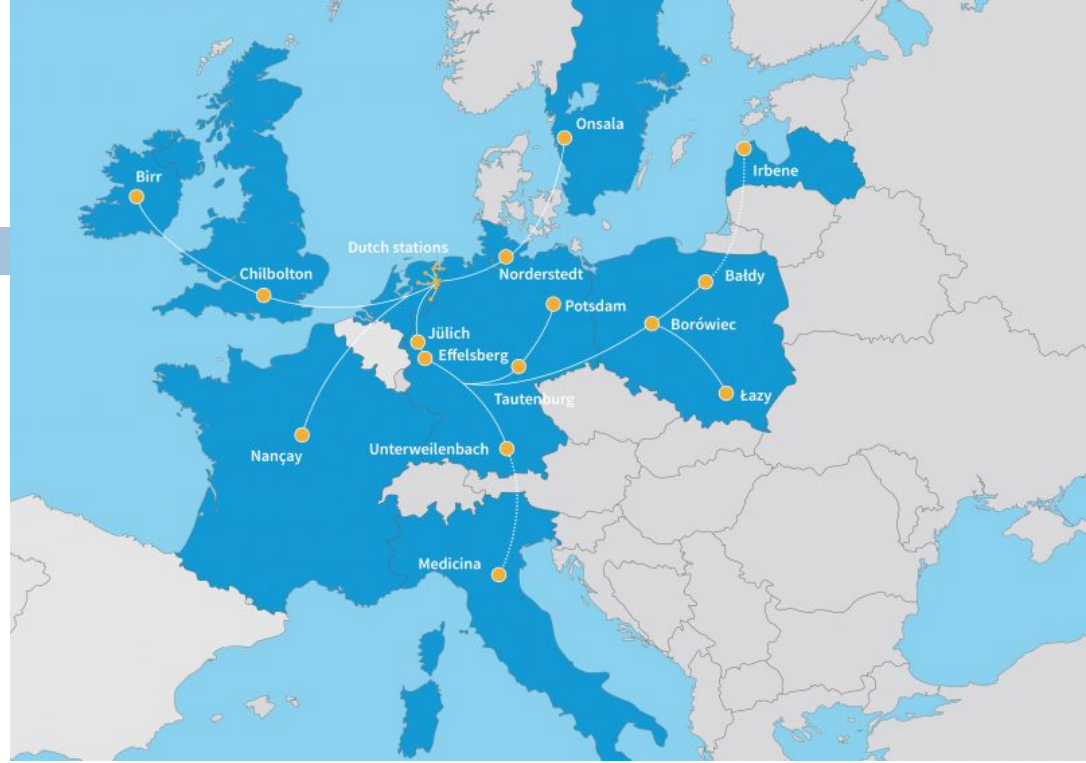 Onsala
Irbene
Birr
Dutch stations
Chilbolton
Norderstedt
Bałdy
Potsdam
Borówiec
Jülich
Effelsberg
Tautenburg
Łazy
Unterweilenbach
Nançay
Medicina